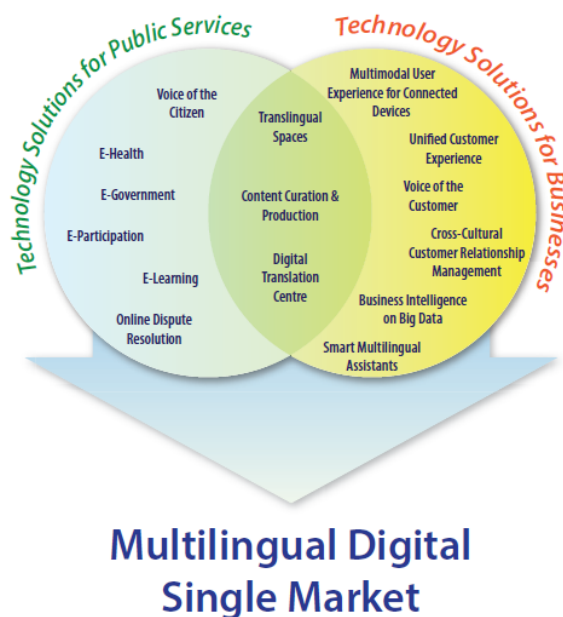 Technology Solutions for Public Services
Technology Solutions for Businesses
Voice of the
Citizen
E-Health
E-Government
E-Participation
E-Learning
Online Dispute
Resolution
Translingual
Spaces
Content Curation &
Production
Digital
Translation
Centre
Multimodal User
Experience for Connected
Devices
Unified Customer
Experience
Voice of the
Customer
Cross-Cultural
Customer Relationship
Management
Business Intelligence
on Big Data
Smart Multilingual
Assistants
Multilingual Digital
Single Market